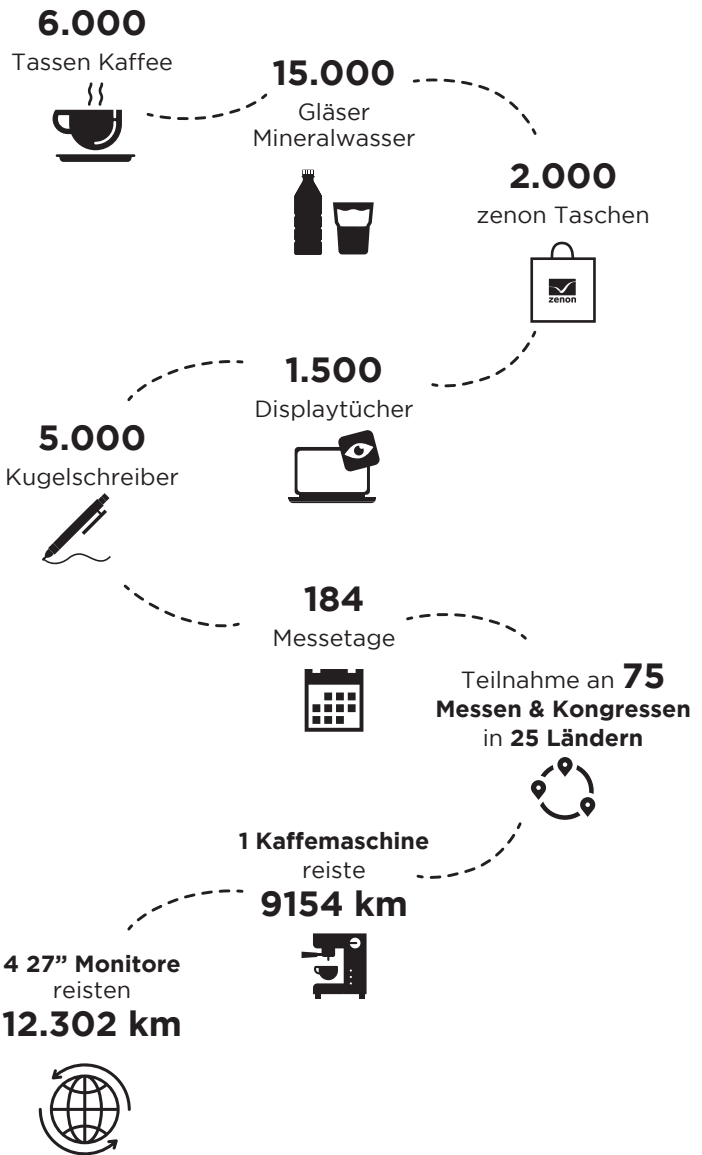 6.000
Tassen Kaffee
15.000
Gläser
Mineralwasser
2.000
zenon Taschen
zenon
1.500
Displaytücher
5.000
Kugelschreiber
184
Messetage
Teilnahme an 75
Messen & Kongressen
in 25 Ländern
1 Kaffemaschine
reiste
9154 km
4 27” Monitore
reisten
12.302 km